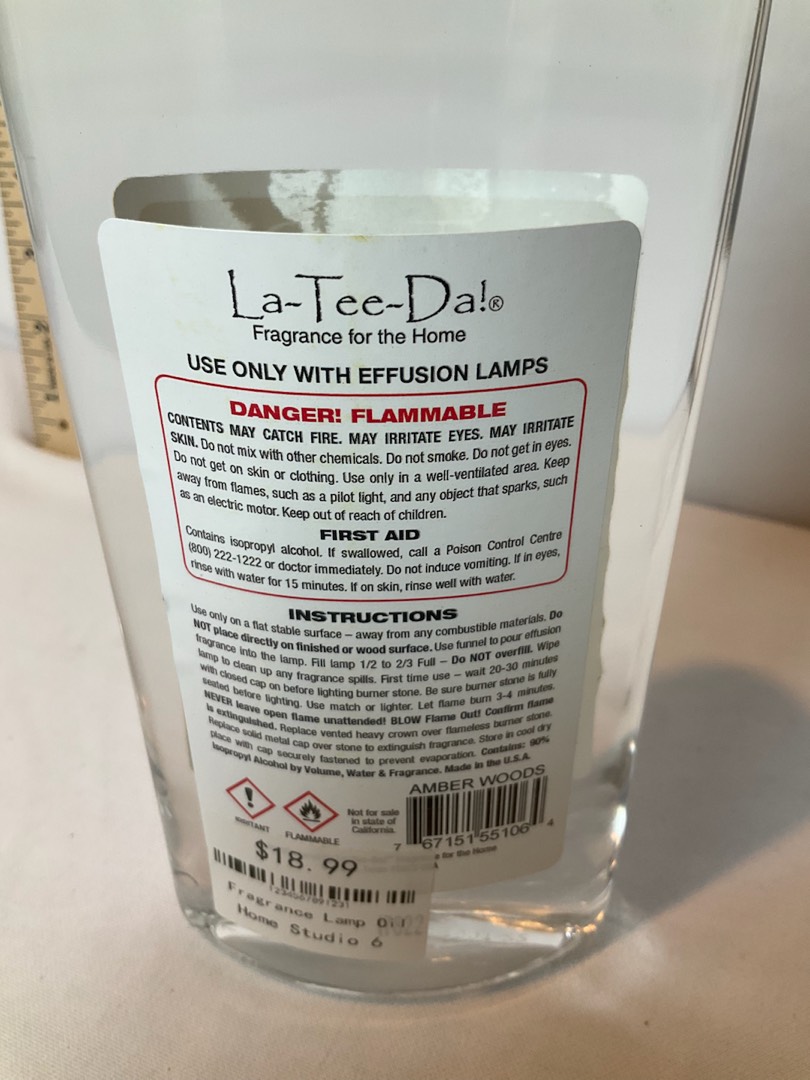 La-Tee-Da!®
Fragrance for the Home
USE ONLY WITH EFFUSION LAMPS
DANGER! FLAMMABLE
CONTENTS MAY CATCH FIRE. MAY IRRITATE EYES. MAY IRRITATE
SKIN. Do not mix with other chemicals. Do not smoke. Do not get in eyes.
Do not get on skin or clothing. Use only in a well-ventilated area. Keep
away from flames, such as a pilot light, and any object that sparks, such
as an electric motor. Keep out of reach of children.
FIRST AID
Contains isopropyl alcohol. If swallowed, call a Poison Control Centre
(800) 222-1222 or doctor immediately. Do not induce vomiting. If in eyes,
rinse with water for 15 minutes. If on skin, rinse well with water.
INSTRUCTIONS
Use only on a flat stable surface – away from any combustible materials. Do
NOT place directly on finished or wood surface. Use funnel to pour effusion
fragrance into the lamp. Fill lamp 1/2 to 2/3 Full – Do NOT overfill. Wipe
lamp to clean up any fragrance spills. First time use – wait 20-30 minutes
with closed cap on before lighting burner stone. Be sure burner stone is fully
seated before lighting. Use match or lighter. Let flame burn 3-4 minutes.
NEVER leave open flame unattended! BLOW Flame Out! Confirm flame
is extinguished. Replace vented heavy crown over flameless burner stone.
Replace solid metal cap over stone to extinguish fragrance. Store in cool dry
place with cap securely fastened to prevent evaporation. Contains: 90%
Isopropyl Alcohol by Volume, Water & Fragrance. Made in the U.S.A.
IRRITANT
FLAMMABLE
Not for sale
in state of
California.
AMBER WOODS
7 67151 55106 4
for the Home
$18.99
Fragrance Lamp Oil
Home Studio 6
2